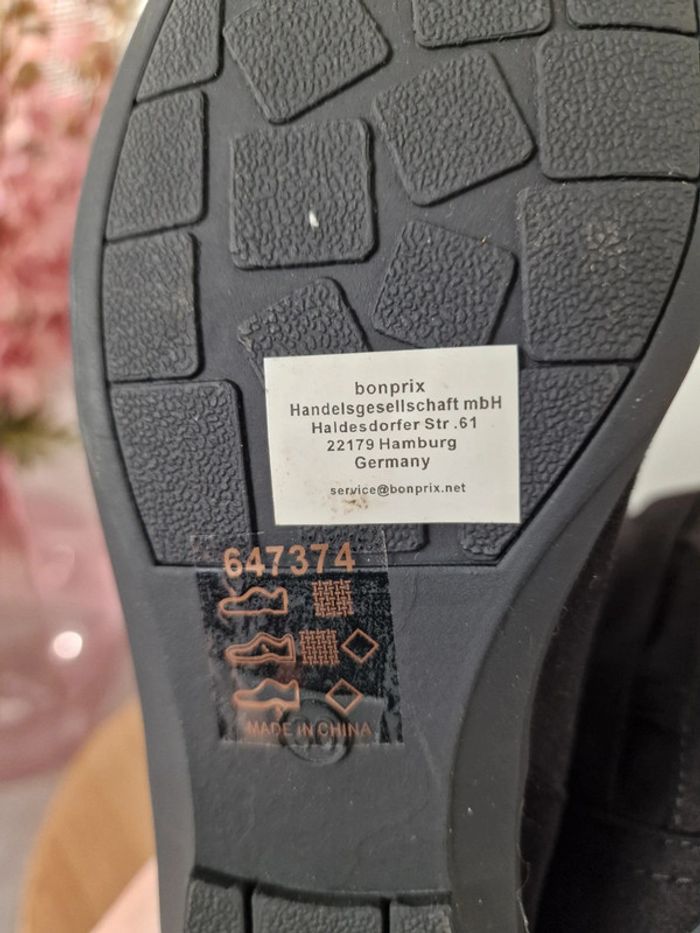 bonprix
Handelsgesellschaft mbH
Haldesdorfer Str .61
22179 Hamburg
Germany
service@bonprix.net
647374
MADE IN CHINA